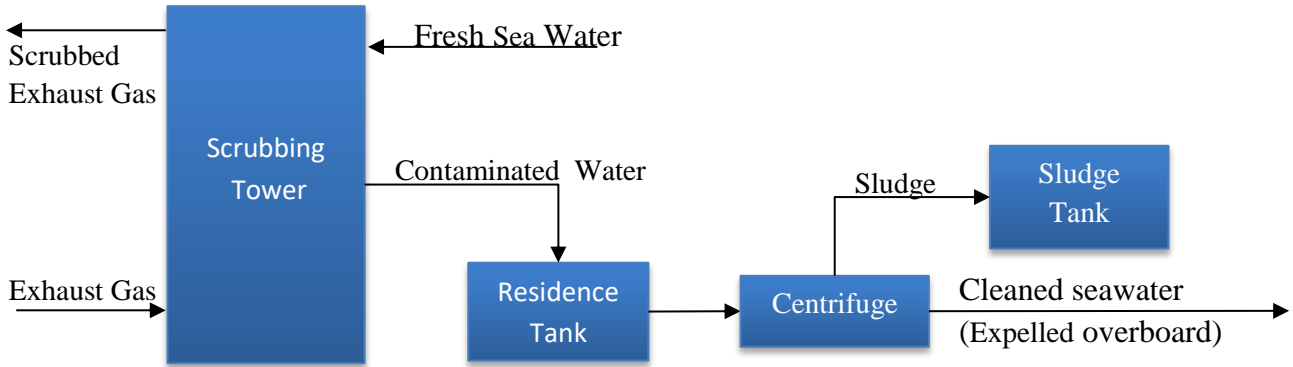 Fresh Sea Water
Scrubbed
Exhaust Gas
Scrubbing
Tower
Contaminated Water
Sludge
Sludge
Tank
Exhaust Gas
Residence
Tank
Centrifuge
Cleaned seawater
(Expelled overboard)